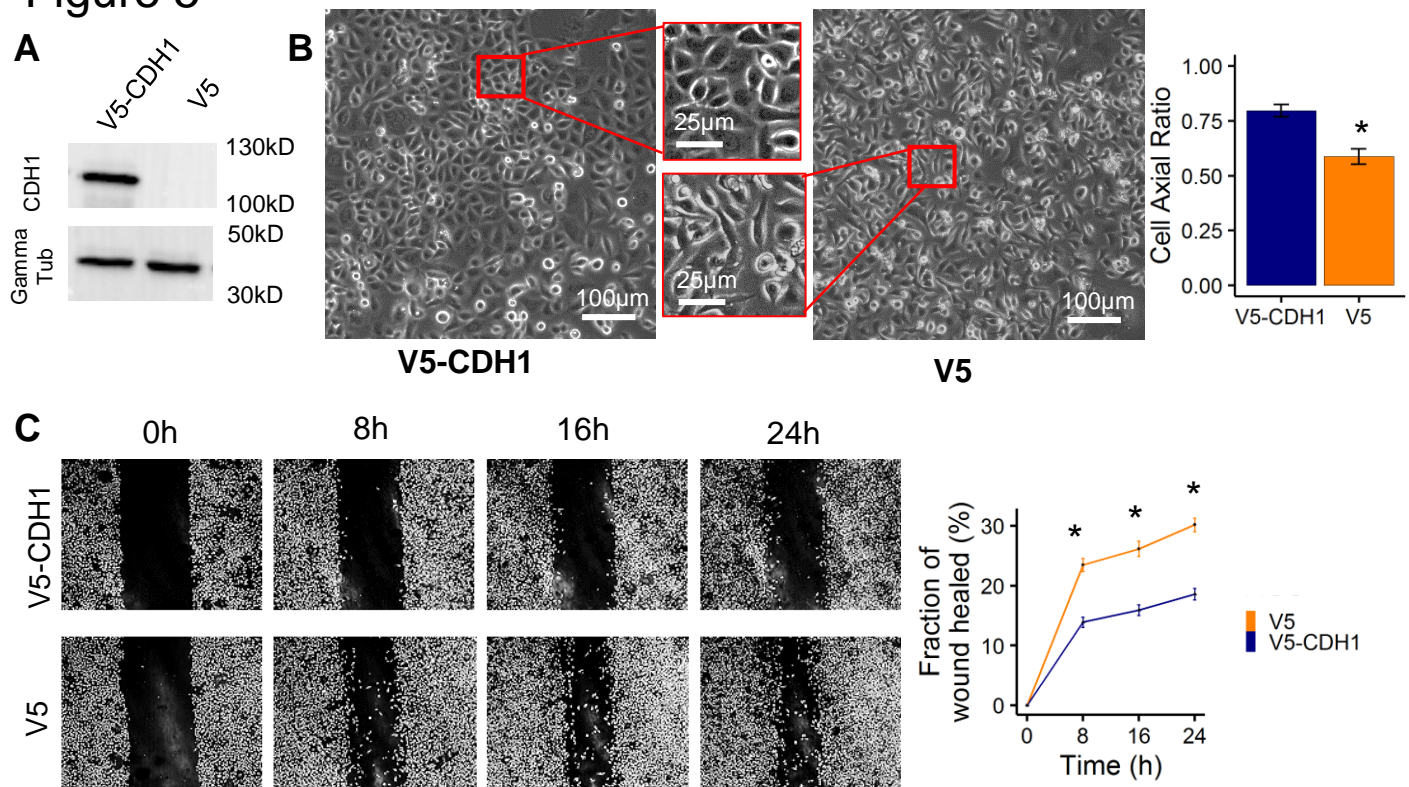 A
V5-CDH1
V5
CDH1
130kD
100kD
Gamma
Tub
50kD
30kD
B
25µm
25µm
100µm
100µm
V5-CDH1
V5
Cell Axial Ratio
1.00
0.75
*
0.50
0.25
0.00
V5-CDH1 V5
C
0h 8h 16h 24h
V5-CDH1
V5
Fraction of
wound healed (%)
* * *
30
20
10
0
0 8 16 24
Time (h)
V5
V5-CDH1